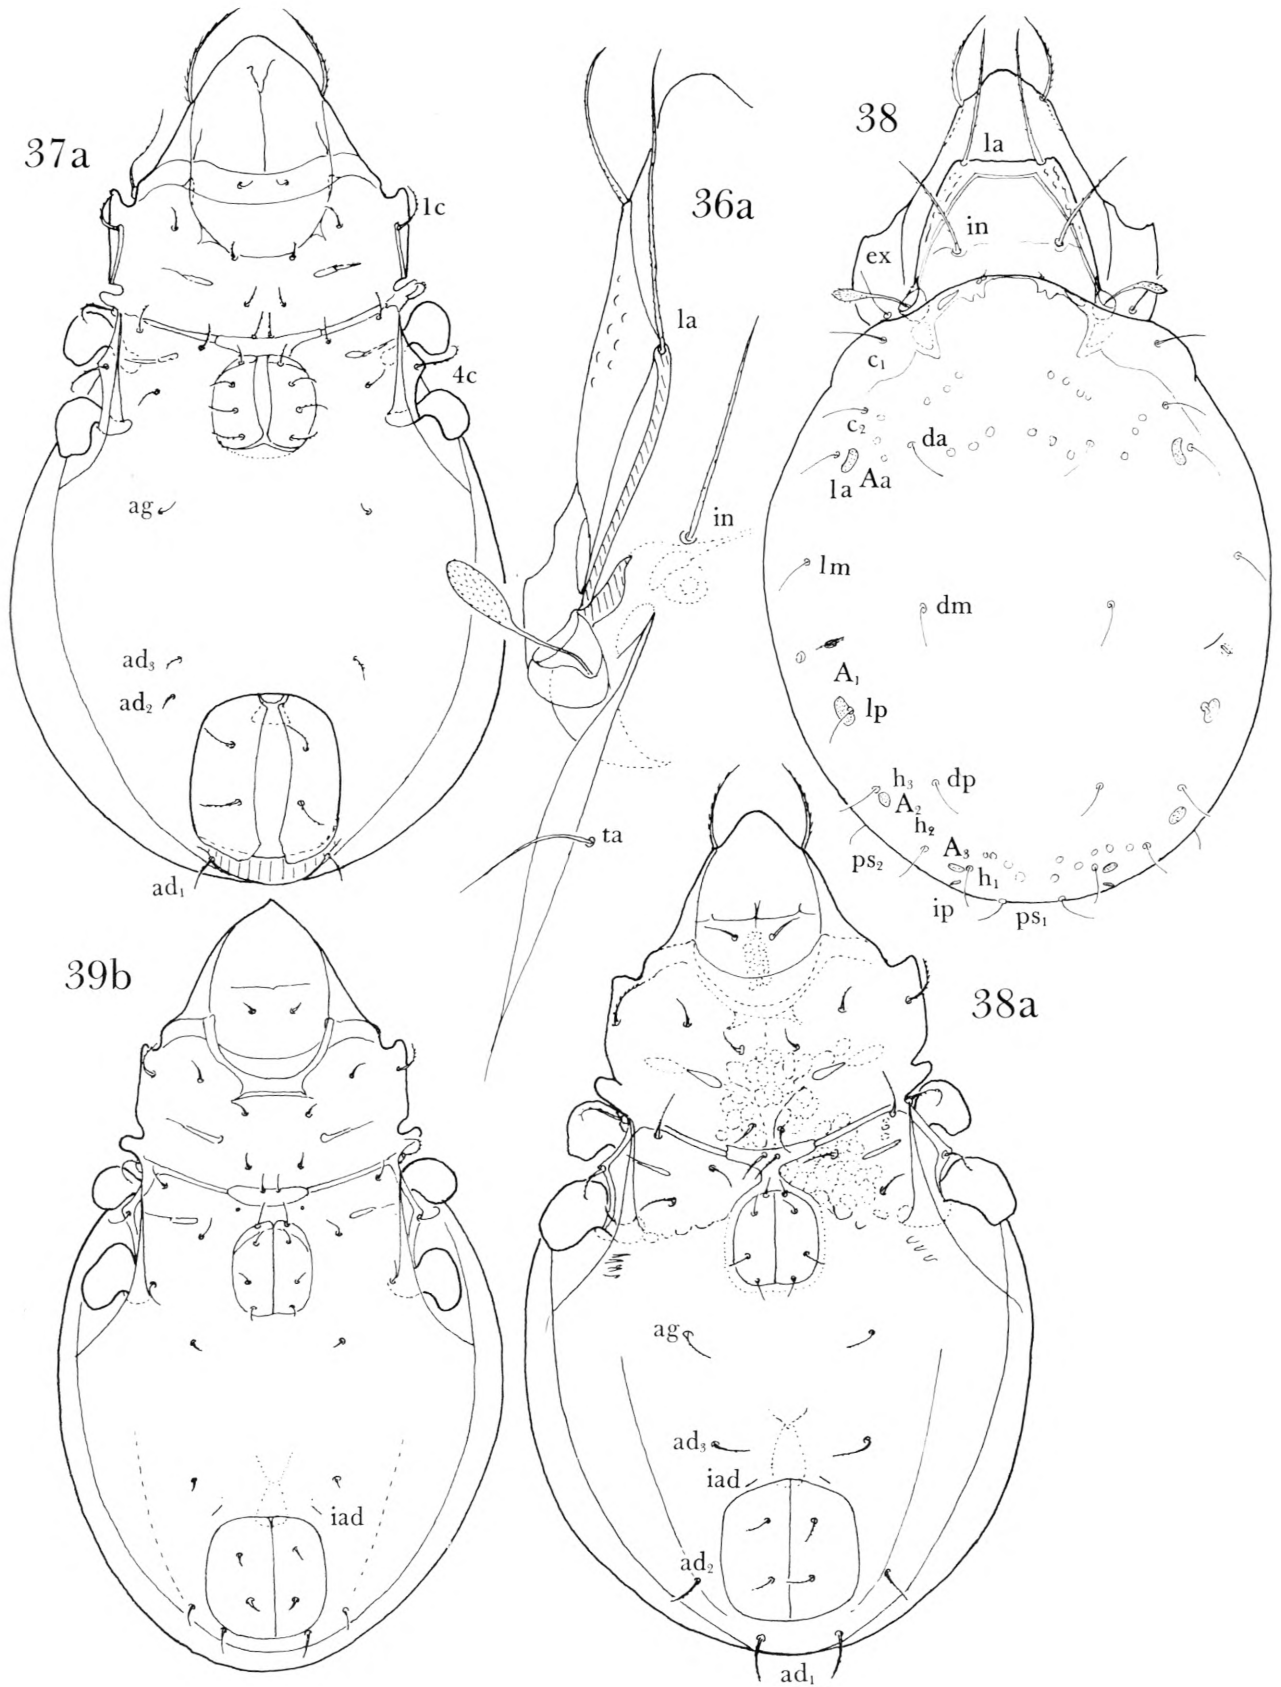 37a
1c
4c
ag
ad₃
ad₂
ad₁
36a
la
in
ta
38
la
in
ex
c₁
c₂
da
la
Aa
lm
dm
A₁
lp
h₃
dp
A₂
h₂
ps₂
A₃
h₁
ip
ps₁
39b
iad
38a
ag
ad₃
iad
ad₂
ad₁